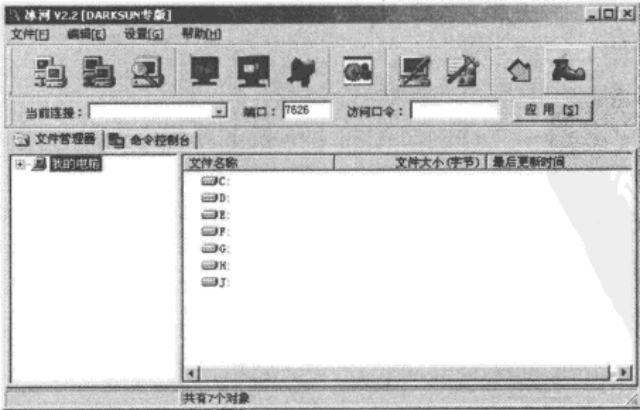 冰河 V2.2 [DARKSUN专版]
文件[F] 编辑[E] 设置[G] 帮助[H]
当前连接： 端口： 7626 访问口令： 应用 [S]
文件管理器 命令控制台
我的电脑 文件名称 文件大小(字节) 最后更新时间
C:
D:
E:
F:
G:
H:
J:
共有7个对象